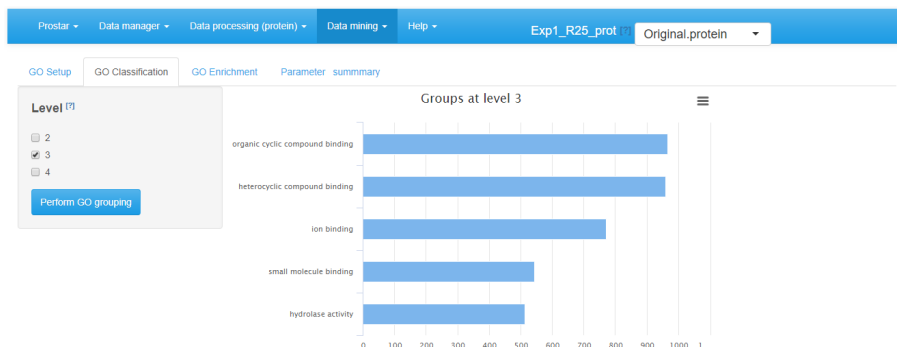 Prostar Data manager Data processing (protein) Data mining Help Exp1_R25_prot [?] Original.protein
GO Setup GO Classification GO Enrichment Parameter summmary
Level [?]
2
3
4
Perform GO grouping
Groups at level 3
organic cyclic compound binding
heterocyclic compound binding
ion binding
small molecule binding
hydrolase activity
0 100 200 300 400 500 600 700 800 900 1000 1